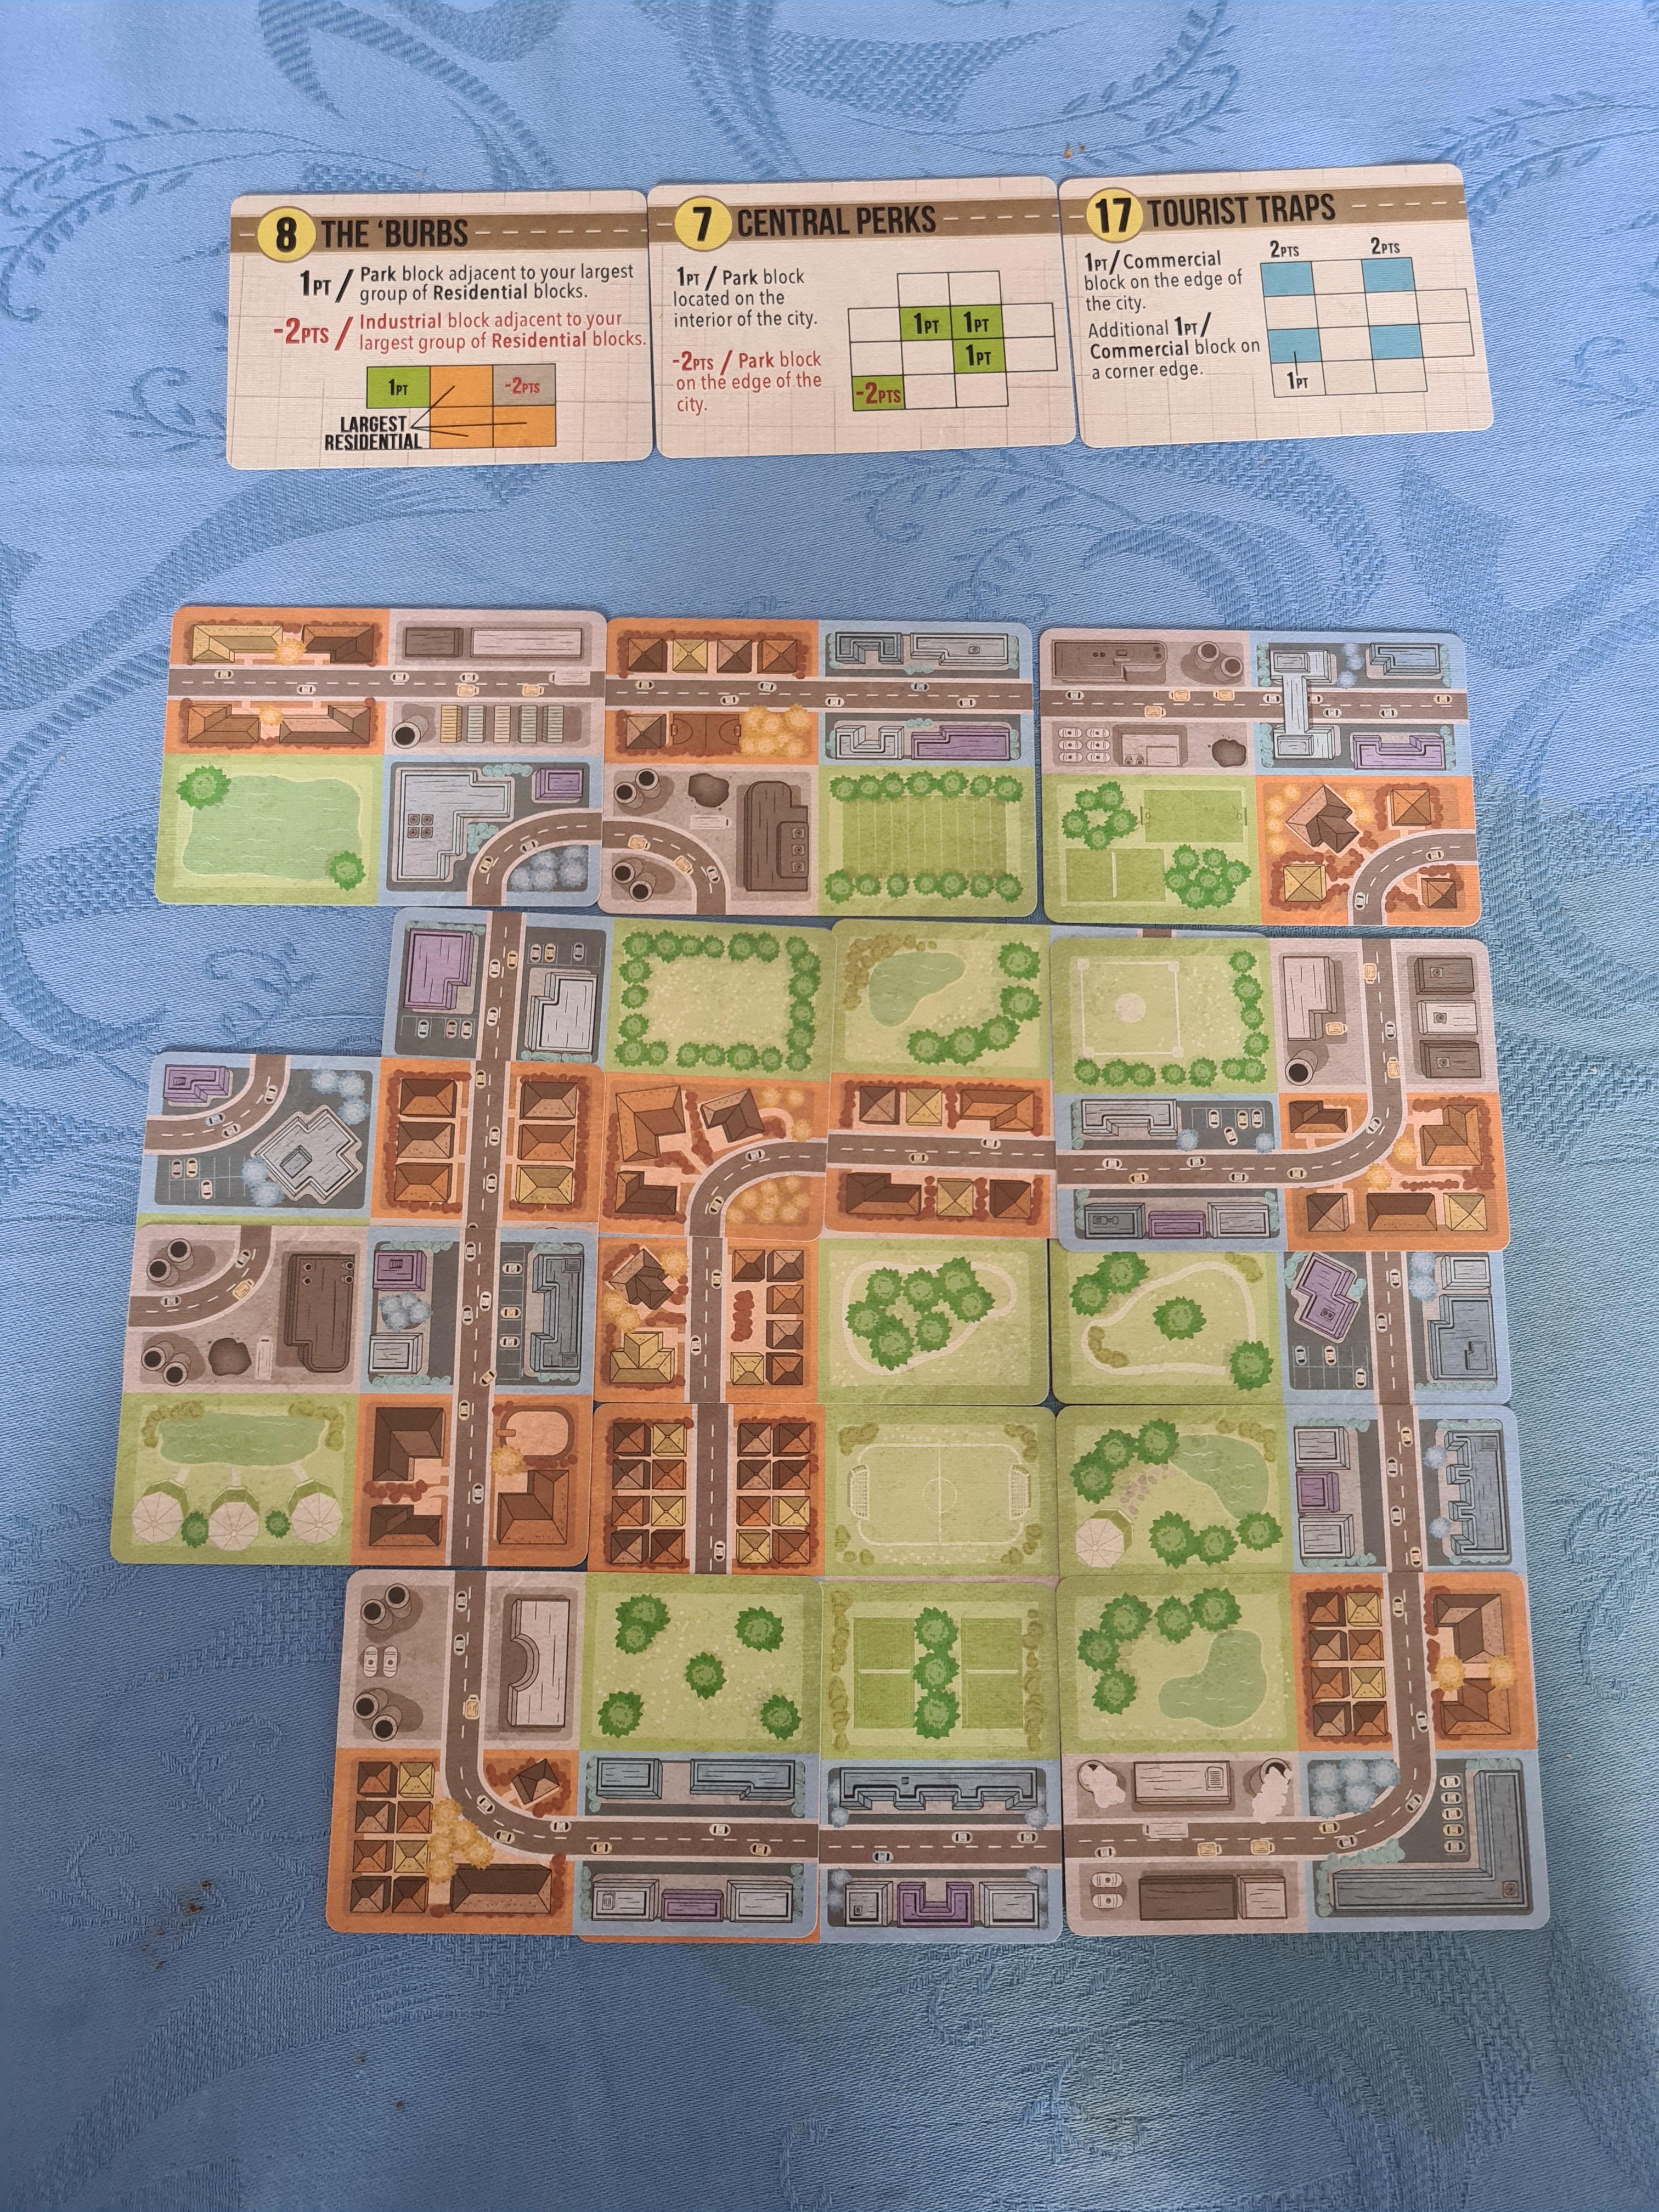 8 THE ‘BURBS
1PT / Park block adjacent to your largest
group of Residential blocks.
-2PTS / Industrial block adjacent to your
largest group of Residential blocks.
1PT
-2PTS
LARGEST
RESIDENTIAL
7 CENTRAL PERKS
1PT / Park block
located on the
interior of the city.
-2PTS / Park block
on the edge of the
city.
1PT 1PT
1PT
-2PTS
17 TOURIST TRAPS
1PT/Commercial
block on the edge of
the city.
Additional 1PT/
Commercial block on
a corner edge.
2PTS 2PTS
1PT